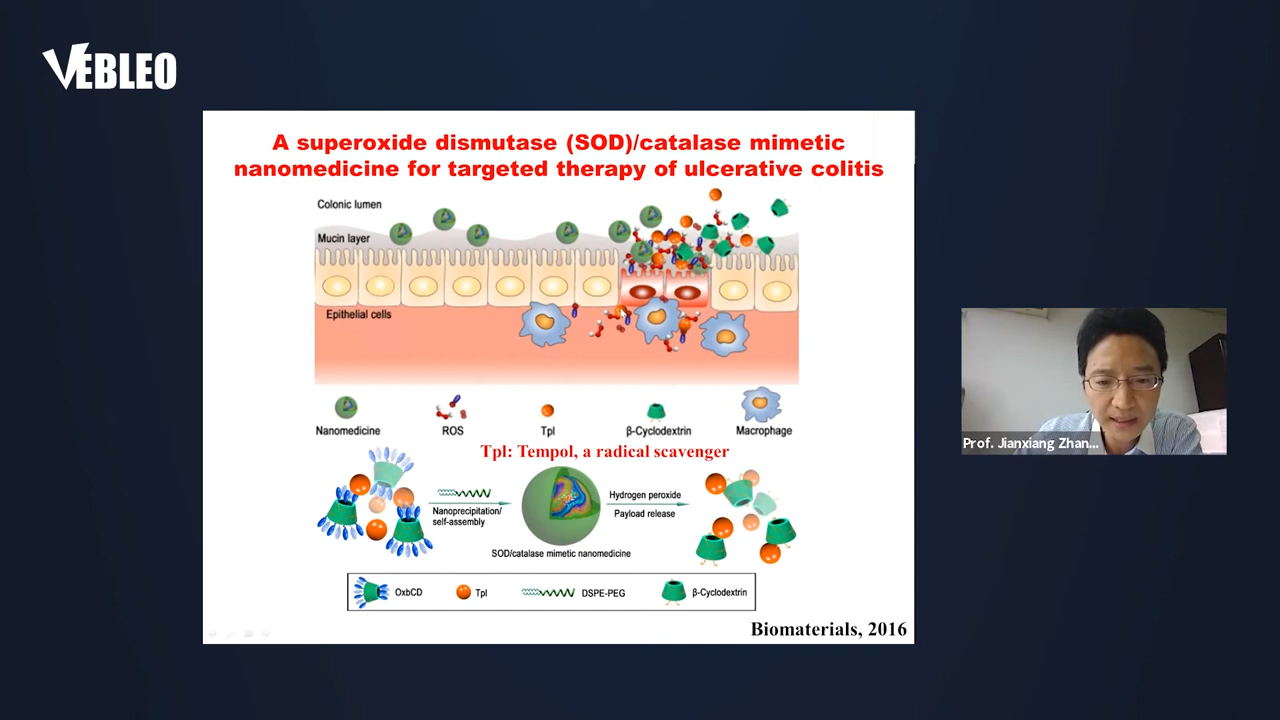 VEBLEO
A superoxide dismutase (SOD)/catalase mimetic
nanomedicine for targeted therapy of ulcerative colitis
Colonic lumen
Mucin layer
Epithelial cells
Nanomedicine
ROS
Tpl
β-Cyclodextrin
Macrophage
Tpl: Tempol, a radical scavenger
Nanoprecipitation/
self-assembly
Hydrogen peroxide
Payload release
SOD/catalase mimetic nanomedicine
OxbCD
Tpl
DSPE-PEG
β-Cyclodextrin
Biomaterials, 2016
Prof. Jianxiang Zhan...